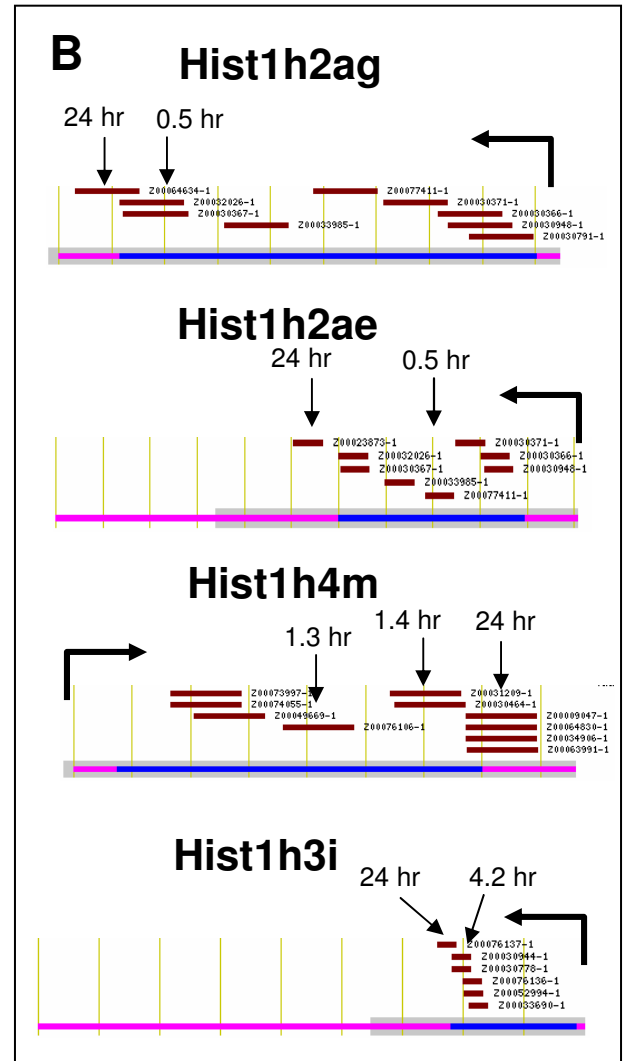 B
Hist1h2ag
24 hr 0.5 hr
Z00064634-1 Z00077411-1
Z00032026-1 Z00030371-1
Z00030367-1 Z00030366-1
Z00033985-1 Z00030948-1
Z00030791-1
Hist1h2ae
24 hr 0.5 hr
Z00023873-1 Z00030371-1
Z00032026-1 Z00030366-1
Z00030367-1 Z00030948-1
Z00033985-1
Z00077411-1
Hist1h4m
1.3 hr 1.4 hr 24 hr
Z00073997-1 Z00031209-1
Z00074055-1 Z00030464-1
Z00049669-1 Z00009047-1
Z00076106-1 Z00064830-1
Z00034906-1
Z00063991-1
Hist1h3i
24 hr 4.2 hr
Z00076137-1
Z00030944-1
Z00030778-1
Z00076136-1
Z00052994-1
Z00033690-1